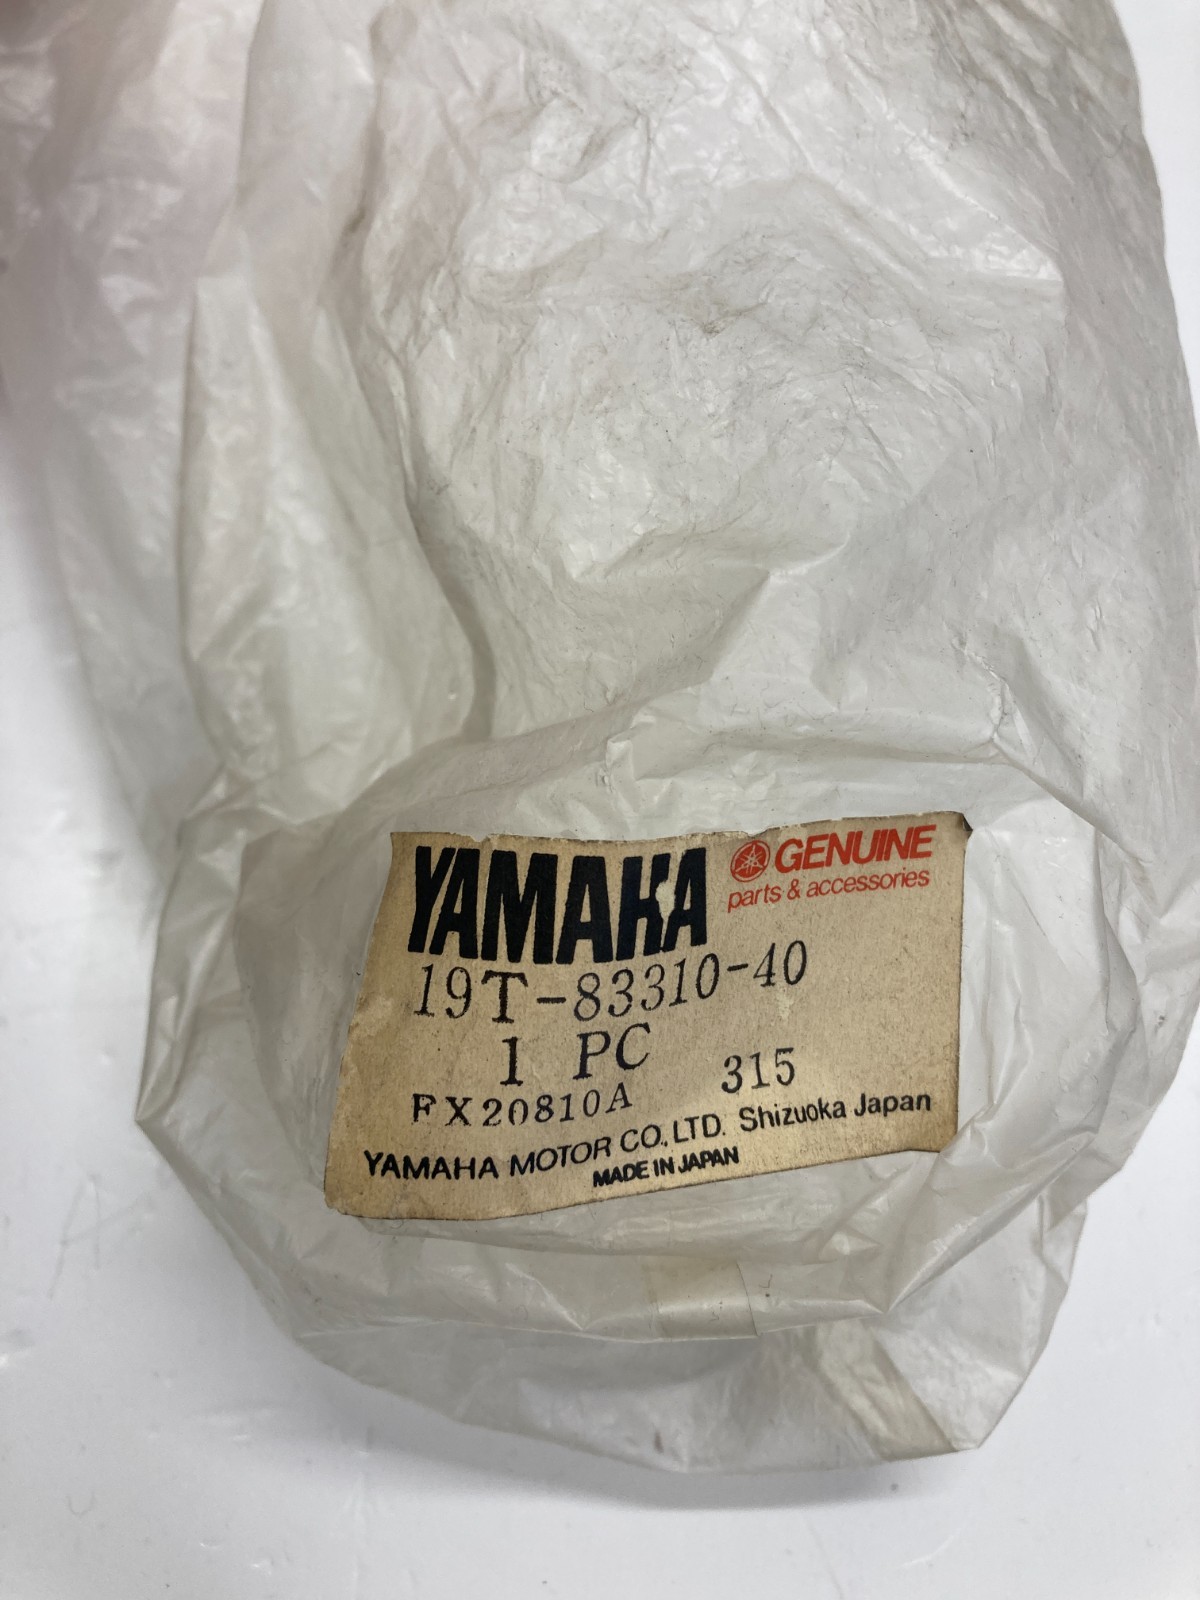 YAMAHA GENUINE
parts & accessories
19T-83310-40
1 PC 315
FX20810A
YAMAHA MOTOR CO., LTD. Shizuoka Japan
MADE IN JAPAN